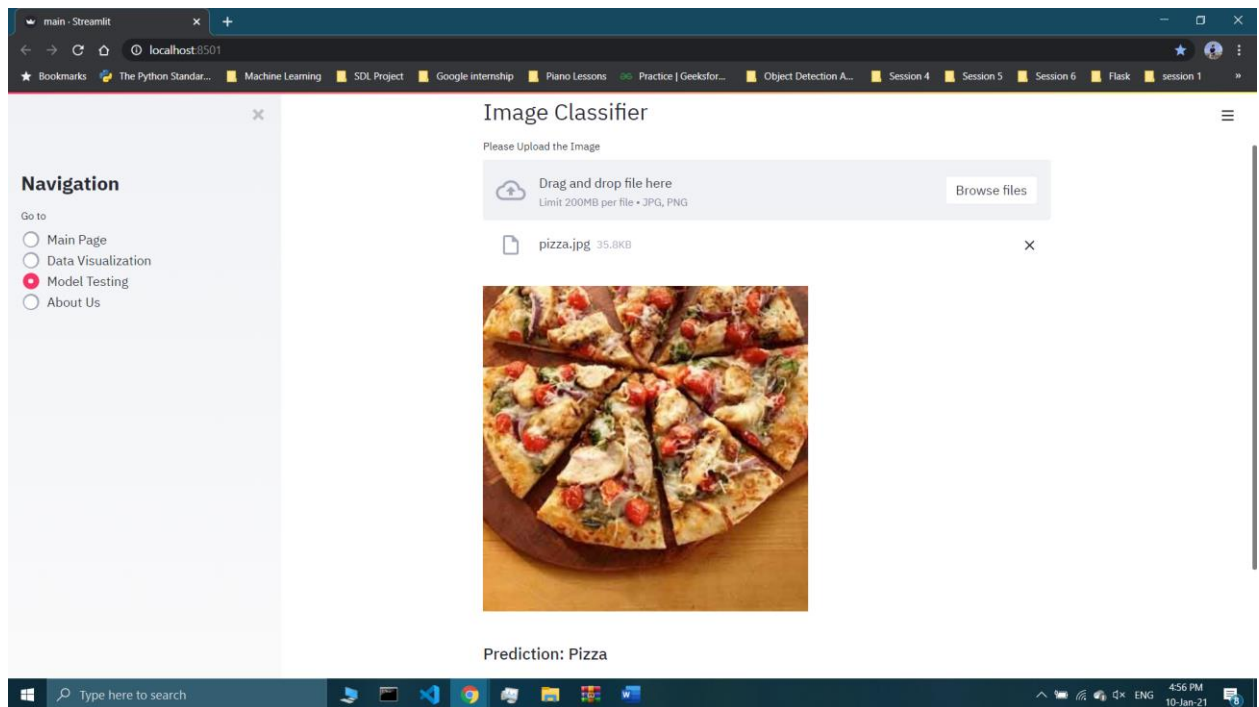 main · Streamlit
localhost:8501
Bookmarks The Python Standar... Machine Learning SDL Project Google internship Piano Lessons Practice | Geeksfor... Object Detection A... Session 4 Session 5 Session 6 Flask session 1 »
Navigation
Go to
Main Page
Data Visualization
Model Testing
About Us
Image Classifier
Please Upload the Image
Drag and drop file here
Limit 200MB per file • JPG, PNG
Browse files
pizza.jpg 35.8KB
Prediction: Pizza
Type here to search
ENG
4:56 PM
10-Jan-21
8